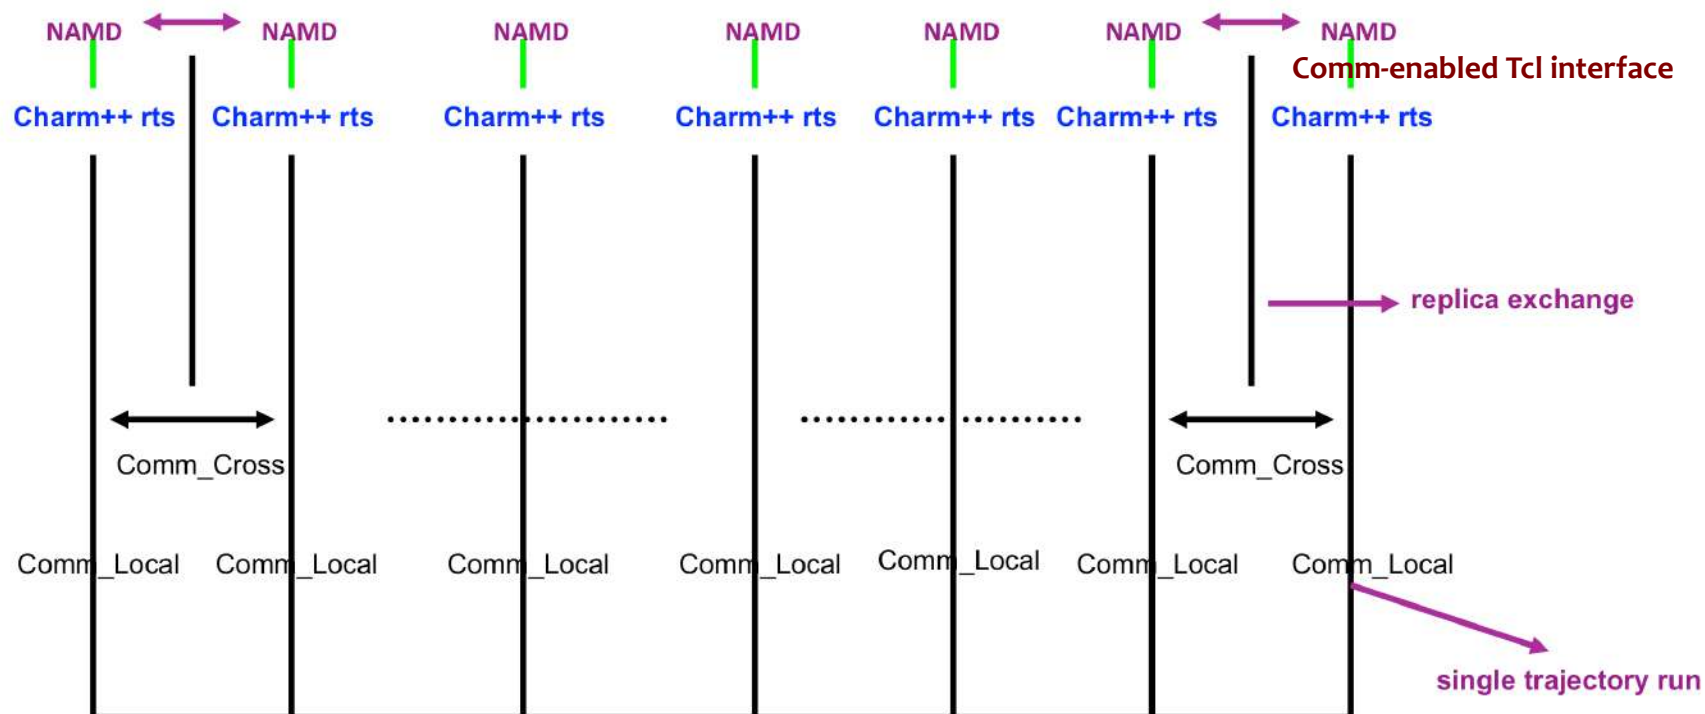 NAMD NAMD NAMD NAMD NAMD NAMD NAMD
Comm-enabled Tcl interface
Charm++ rts Charm++ rts Charm++ rts Charm++ rts Charm++ rts Charm++ rts Charm++ rts
replica exchange
Comm_Cross Comm_Cross
Comm_Local Comm_Local Comm_Local Comm_Local Comm_Local Comm_Local Comm_Local
single trajectory run